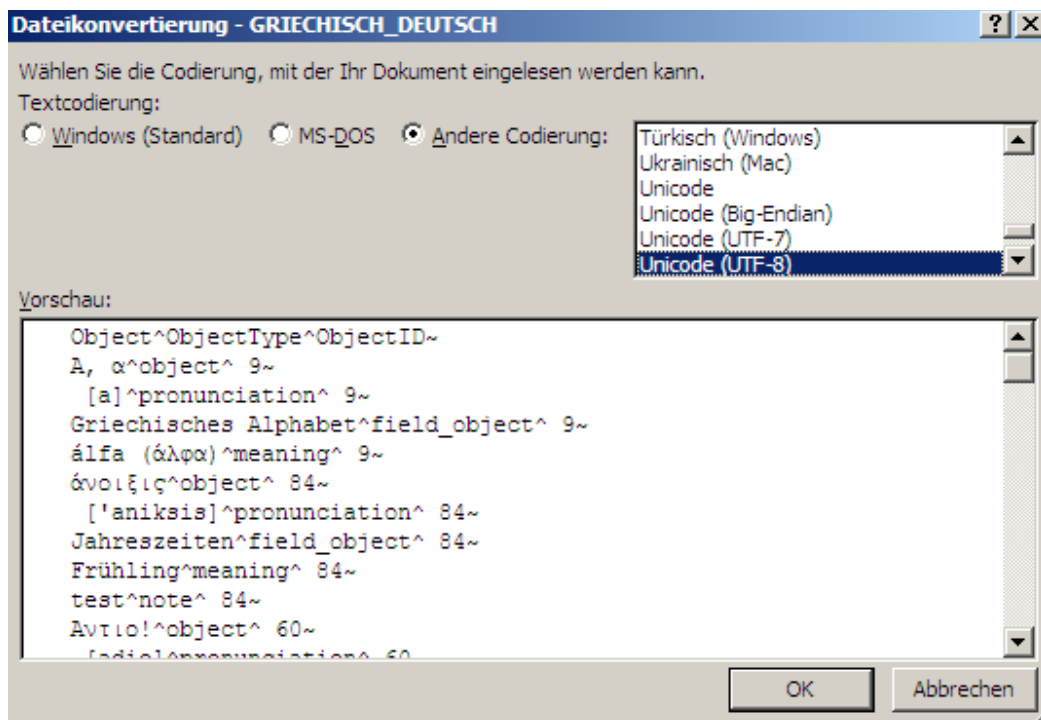 Dateikonvertierung - GRIECHISCH_DEUTSCH
Wählen Sie die Codierung, mit der Ihr Dokument eingelesen werden kann.
Textcodierung:
Windows (Standard) MS-DOS Andere Codierung:
Türkisch (Windows)
Ukrainisch (Mac)
Unicode
Unicode (Big-Endian)
Unicode (UTF-7)
Unicode (UTF-8)
Vorschau:
Object^ObjectType^ObjectID~
Α, α^object^ 9~
[a]^pronunciation^ 9~
Griechisches Alphabet^field_object^ 9~
álfa (άλφα)^meaning^ 9~
άνοιξις^object^ 84~
['aniksis]^pronunciation^ 84~
Jahreszeiten^field_object^ 84~
Frühling^meaning^ 84~
test^note^ 84~
Αντιο!^object^ 60~
[adio]^pronunciation^ 60
OK Abbrechen